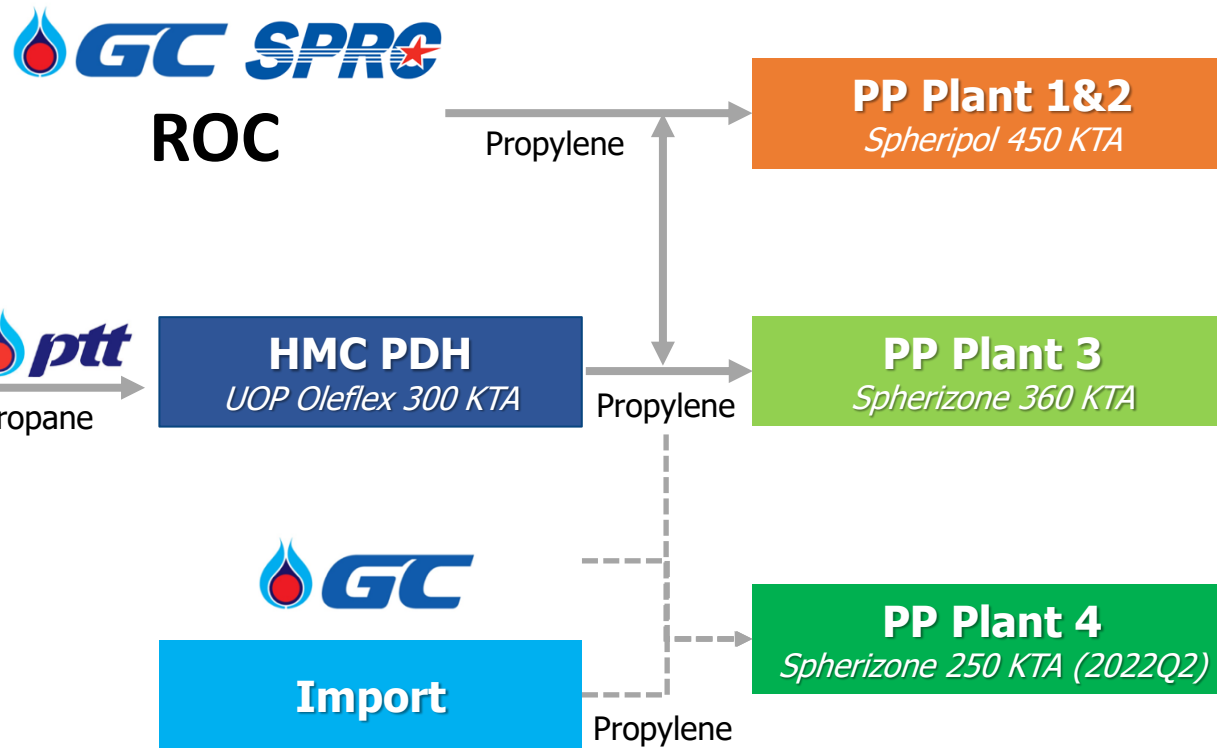 GC SPRC
ROC
Propylene
PP Plant 1&2
Spheripol 450 KTA
ptt
ropane
HMC PDH
UOP Oleflex 300 KTA
Propylene
PP Plant 3
Spherizone 360 KTA
GC
Import
Propylene
PP Plant 4
Spherizone 250 KTA (2022Q2)